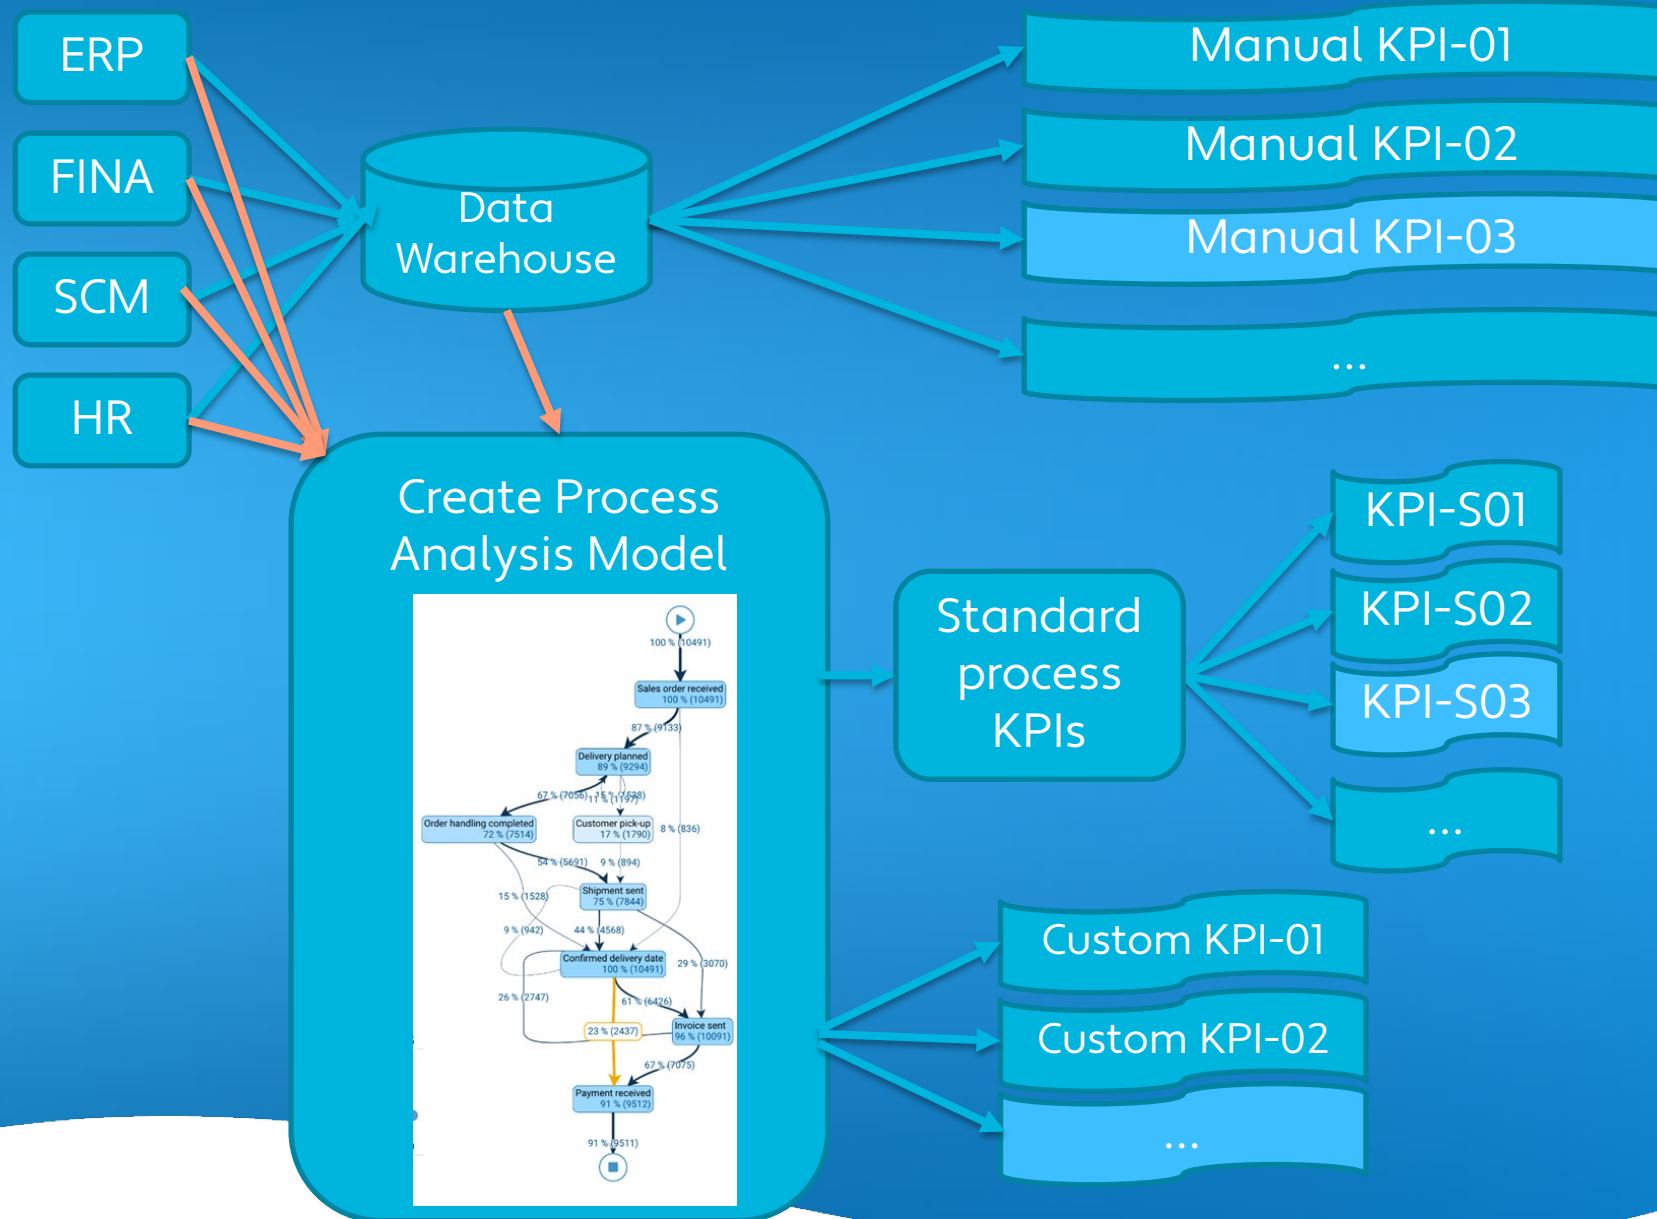 ERP
FINA
SCM
HR
Data
Warehouse
Manual KPI-01
Manual KPI-02
Manual KPI-03
...
Create Process
Analysis Model
100 % (10491)
Sales order received
100 % (10491)
87 % (9133)
Delivery planned
89 % (9294)
67 % (7056)
15 % (1538)
11 % (1197)
Order handling completed
72 % (7514)
Customer pick-up
17 % (1790)
8 % (836)
54 % (5691)
9 % (894)
Shipment sent
75 % (7844)
15 % (1528)
9 % (942)
44 % (4568)
Confirmed delivery date
100 % (10491)
29 % (3070)
26 % (2747)
61 % (6426)
23 % (2437)
Invoice sent
96 % (10091)
67 % (7075)
Payment received
91 % (9512)
91 % (9511)
Standard
process
KPIs
KPI-S01
KPI-S02
KPI-S03
...
Custom KPI-01
Custom KPI-02
...